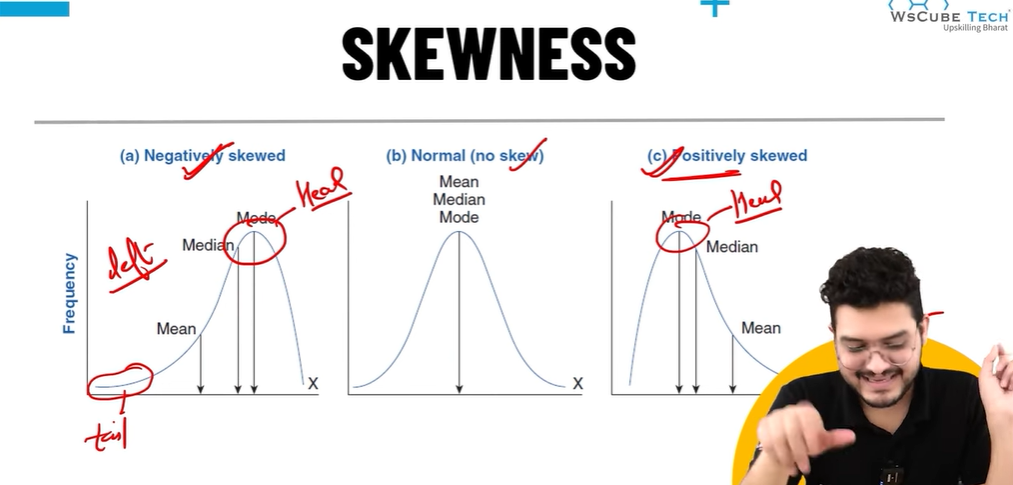 WsCube Tech
Upskilling Bharat
SKEWNESS
(a) Negatively skewed
(b) Normal (no skew)
(c) Positively skewed
Frequency
Mode
Median
Mean
X
Head
left
tail
Mean
Median
Mode
X
Mode
Median
Mean
Head